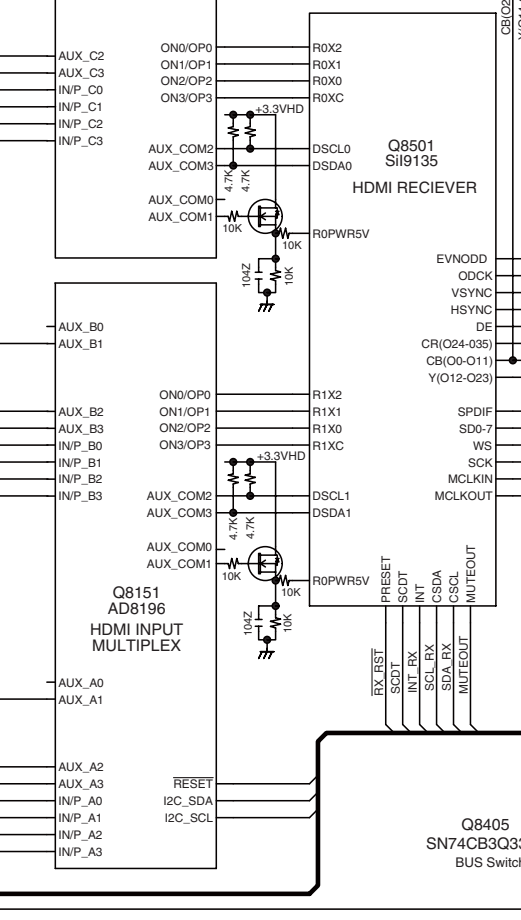 CB(O2
AUX_C2
AUX_C3
IN/P_C0
IN/P_C1
IN/P_C2
IN/P_C3
ON0/OP0
ON1/OP1
ON2/OP2
ON3/OP3
+3.3VHD
AUX_COM2
AUX_COM3
4.7K
4.7K
AUX_COM0
AUX_COM1
10K
10K
104Z
10K
R0X2
R0X1
R0X0
R0XC
DSCL0
DSDA0
R0PWR5V
Q8501
SiI9135
HDMI RECIEVER
EVNODD
ODCK
VSYNC
HSYNC
DE
CR(O24-035)
CB(O0-O11)
Y(O12-O23)
SPDIF
SD0-7
WS
SCK
MCLKIN
MCLKOUT
AUX_B0
AUX_B1
AUX_B2
AUX_B3
IN/P_B0
IN/P_B1
IN/P_B2
IN/P_B3
ON0/OP0
ON1/OP1
ON2/OP2
ON3/OP3
+3.3VHD
AUX_COM2
AUX_COM3
4.7K
4.7K
AUX_COM0
AUX_COM1
10K
10K
104Z
10K
R1X2
R1X1
R1X0
R1XC
DSCL1
DSDA1
R0PWR5V
PRESET
SCDT
INT
CSDA
CSCL
MUTEOUT
RX_RST
SCDT
INT_RX
SCL_RX
SDA_RX
MUTEOUT
Q8151
AD8196
HDMI INPUT
MULTIPLEX
AUX_A0
AUX_A1
AUX_A2
AUX_A3
IN/P_A0
IN/P_A1
IN/P_A2
IN/P_A3
RESET
I2C_SDA
I2C_SCL
Q8405
SN74CB3Q33
BUS Switch